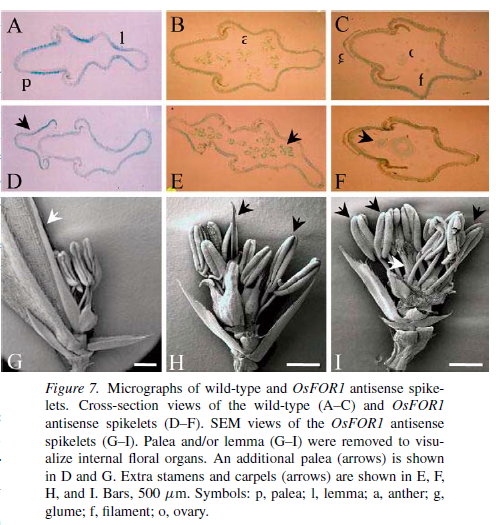 A
l
p
B
a
C
g
o
f
D
E
F
G
H
I
Figure 7. Micrographs of wild-type and OsFOR1 antisense spike-
lets. Cross-section views of the wild-type (A–C) and OsFOR1
antisense spikelets (D–F). SEM views of the OsFOR1 antisense
spikelets (G–I). Palea and/or lemma (G–I) were removed to visu-
alize internal floral organs. An additional palea (arrows) is shown
in D and G. Extra stamens and carpels (arrows) are shown in E, F,
H, and I. Bars, 500 μm. Symbols: p, palea; l, lemma; a, anther; g,
glume; f, filament; o, ovary.